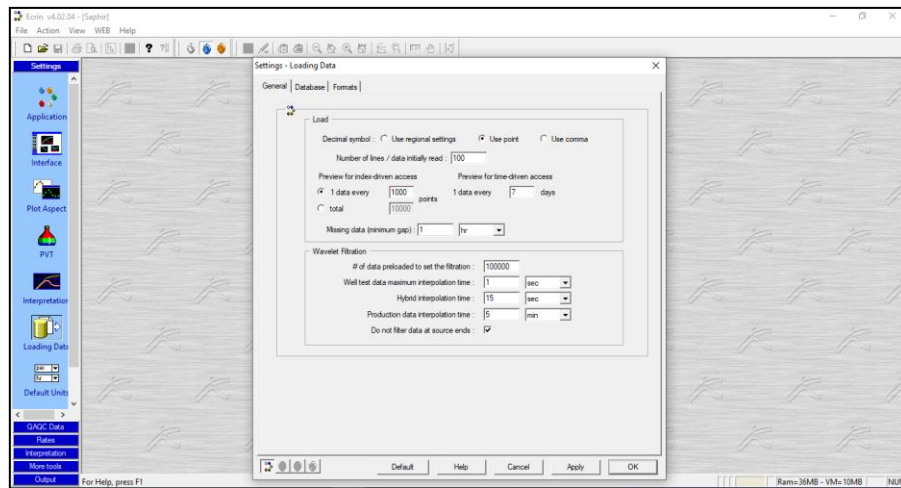 Ecrin v4.02.04 - [Saphir]
File Action View WEB Help
Settings
Application
Interface
Plot Aspect
PVT
Interpretation
Loading Data
psi
hr
Default Units
QAQC Data
Rates
Interpretation
More tools
Output
Settings - Loading Data
General Database Formats
Load
Decimal symbol : Use regional settings Use point Use comma
Number of lines / data initially read : 100
Preview for index-driven access Preview for time-driven access
1 data every 1000 points 1 data every 7 days
total 10000
Missing data (minimum gap) : 1 hr
Wavelet Filtration
# of data preloaded to set the filtration : 100000
Well test data maximum interpolation time : 1 sec
Hybrid interpolation time : 15 sec
Production data interpolation time : 5 min
Do not filter data at source ends :
Default Help Cancel Apply OK
For Help, press F1
Ram=36MB - VM=10MB NU